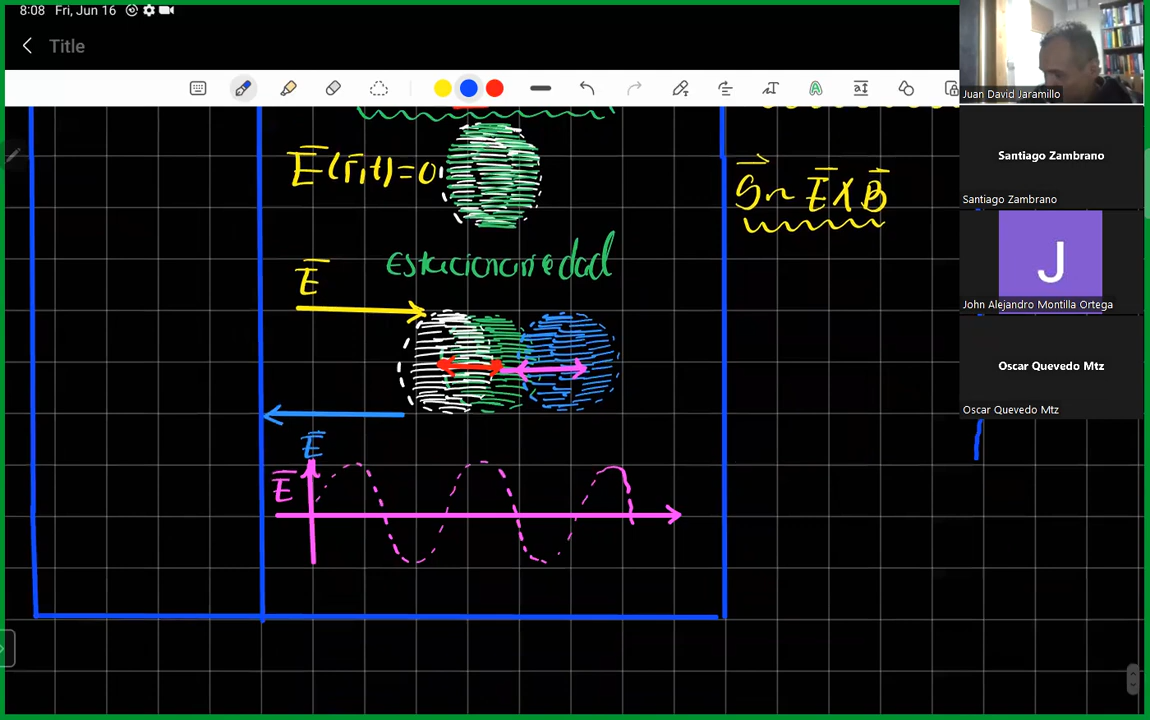 8:08 Fri, Jun 16
Title
Juan David Jaramillo
E̅(r̅,t)=0
Santiago Zambrano
Santiago Zambrano
S⃗ ~ E̅ X B̅
estacionariedad
E̅
J
John Alejandro Montilla Ortega
Oscar Quevedo Mtz
Oscar Quevedo Mtz
E̅
E̅